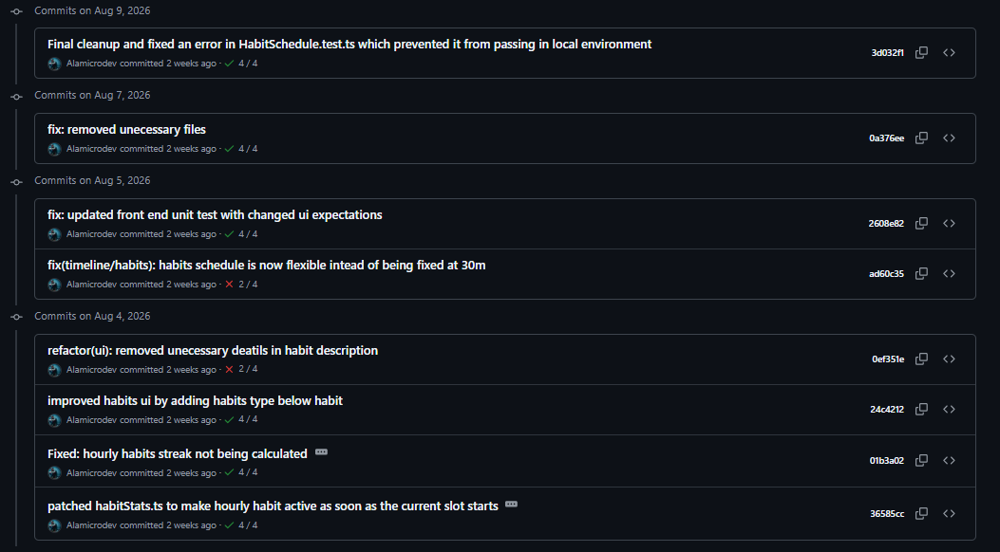 Commits on Aug 9, 2026
Final cleanup and fixed an error in HabitSchedule.test.ts which prevented it from passing in local environment
3d032f1
Alamicrodev committed 2 weeks ago · 4 / 4
Commits on Aug 7, 2026
fix: removed unecessary files
0a376ee
Alamicrodev committed 2 weeks ago · 4 / 4
Commits on Aug 5, 2026
fix: updated front end unit test with changed ui expectations
2608e82
Alamicrodev committed 2 weeks ago · 4 / 4
fix(timeline/habits): habits schedule is now flexible intead of being fixed at 30m
ad60c35
Alamicrodev committed 2 weeks ago · 2 / 4
Commits on Aug 4, 2026
refactor(ui): removed unecessary deatils in habit description
0ef351e
Alamicrodev committed 2 weeks ago · 2 / 4
improved habits ui by adding habits type below habit
24c4212
Alamicrodev committed 2 weeks ago · 4 / 4
Fixed: hourly habits streak not being calculated
01b3a02
Alamicrodev committed 2 weeks ago · 4 / 4
patched habitStats.ts to make hourly habit active as soon as the current slot starts
36585cc
Alamicrodev committed 2 weeks ago · 4 / 4